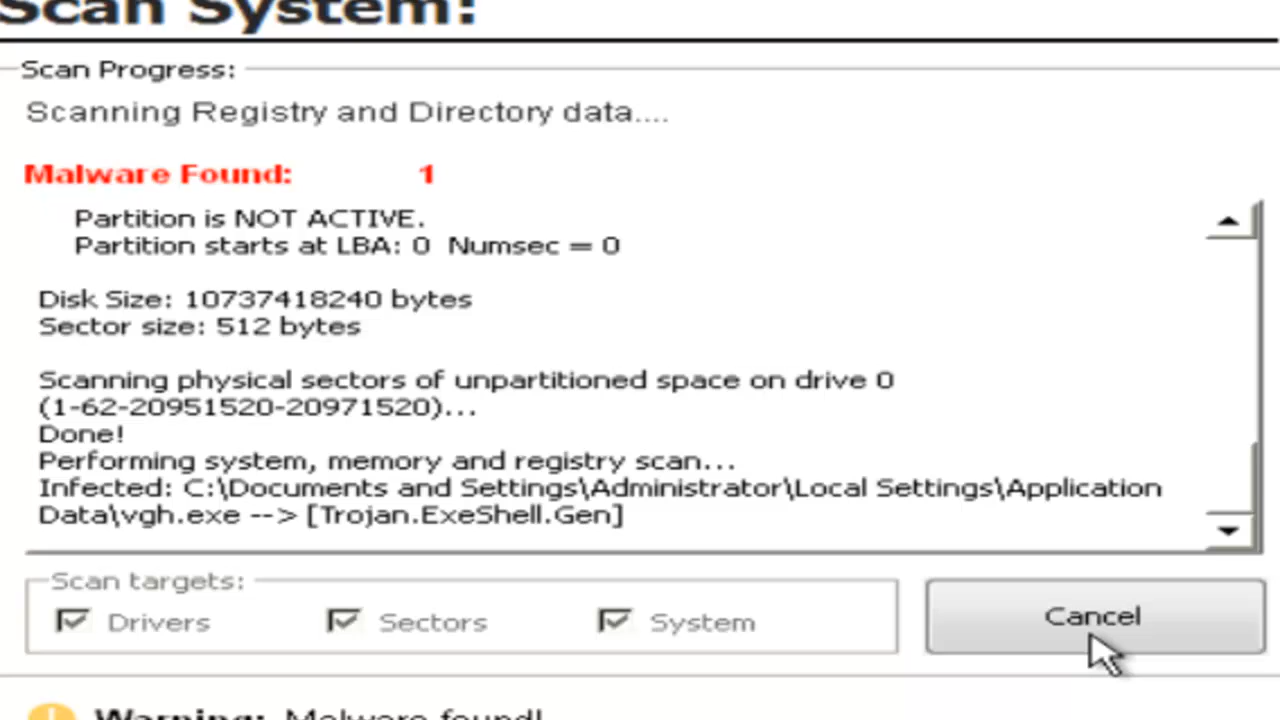 Scan System:
Scan Progress:
Scanning Registry and Directory data....
Malware Found: 1
Partition is NOT ACTIVE.
Partition starts at LBA: 0 Numsec = 0
Disk Size: 10737418240 bytes
Sector size: 512 bytes
Scanning physical sectors of unpartitioned space on drive 0
(1-62-20951520-20971520)...
Done!
Performing system, memory and registry scan...
Infected: C:\Documents and Settings\Administrator\Local Settings\Application
Data\vgh.exe --> [Trojan.ExeShell.Gen]
Scan targets:
Drivers Sectors System
Cancel
Warning: Malware found!